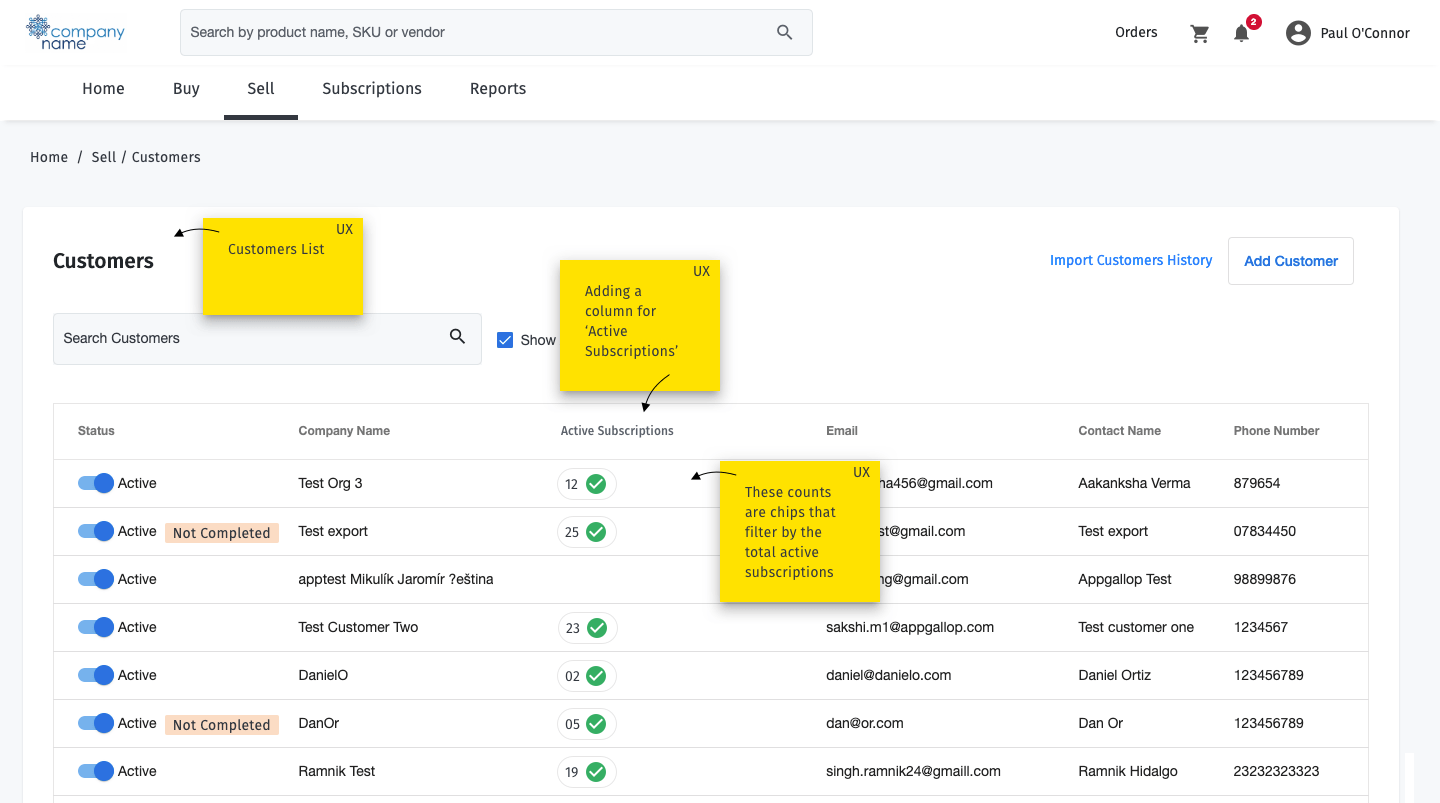 company
name
Search by product name, SKU or vendor
Orders
2
Paul O'Connor
Home
Buy
Sell
Subscriptions
Reports
Home / Sell / Customers
UX
Customers List
Customers
UX
Adding a
column for
‘Active
Subscriptions’
Import Customers History
Add Customer
Search Customers
Show
Status Company Name Active Subscriptions Email Contact Name Phone Number
Active Test Org 3 12 ha456@gmail.com Aakanksha Verma 879654
UX
These counts
are chips that
filter by the
total active
subscriptions
Active Not Completed Test export 25 st@gmail.com Test export 07834450
Active apptest Mikulík Jaromír ?eština ng@gmail.com Appgallop Test 98899876
Active Test Customer Two 23 sakshi.m1@appgallop.com Test customer one 1234567
Active DanielO 02 daniel@danielo.com Daniel Ortiz 123456789
Active Not Completed DanOr 05 dan@or.com Dan Or 123456789
Active Ramnik Test 19 singh.ramnik24@gmaill.com Ramnik Hidalgo 23232323323